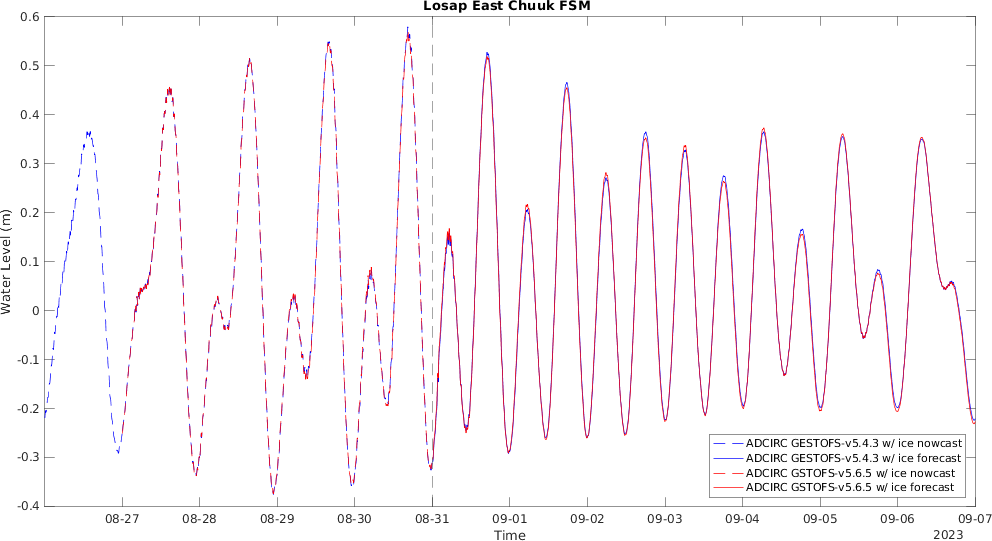 Losap East Chuuk FSM
0.6
0.5
0.4
0.3
0.2
0.1
0
-0.1
-0.2
-0.3
-0.4
Water Level (m)
ADCIRC GESTOFS-v5.4.3 w/ ice nowcast
ADCIRC GESTOFS-v5.4.3 w/ ice forecast
ADCIRC GSTOFS-v5.6.5 w/ ice nowcast
ADCIRC GSTOFS-v5.6.5 w/ ice forecast
08-27 08-28 08-29 08-30 08-31 09-01 09-02 09-03 09-04 09-05 09-06 09-07
Time
2023